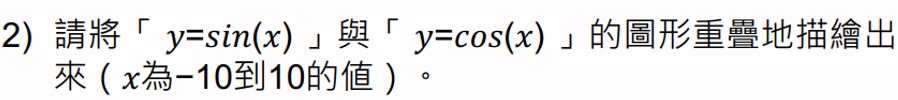 2) 請將「 y=sin(x) 」與「 y=cos(x) 」的圖形重疊地描繪出
來(x為−10到10的值)。